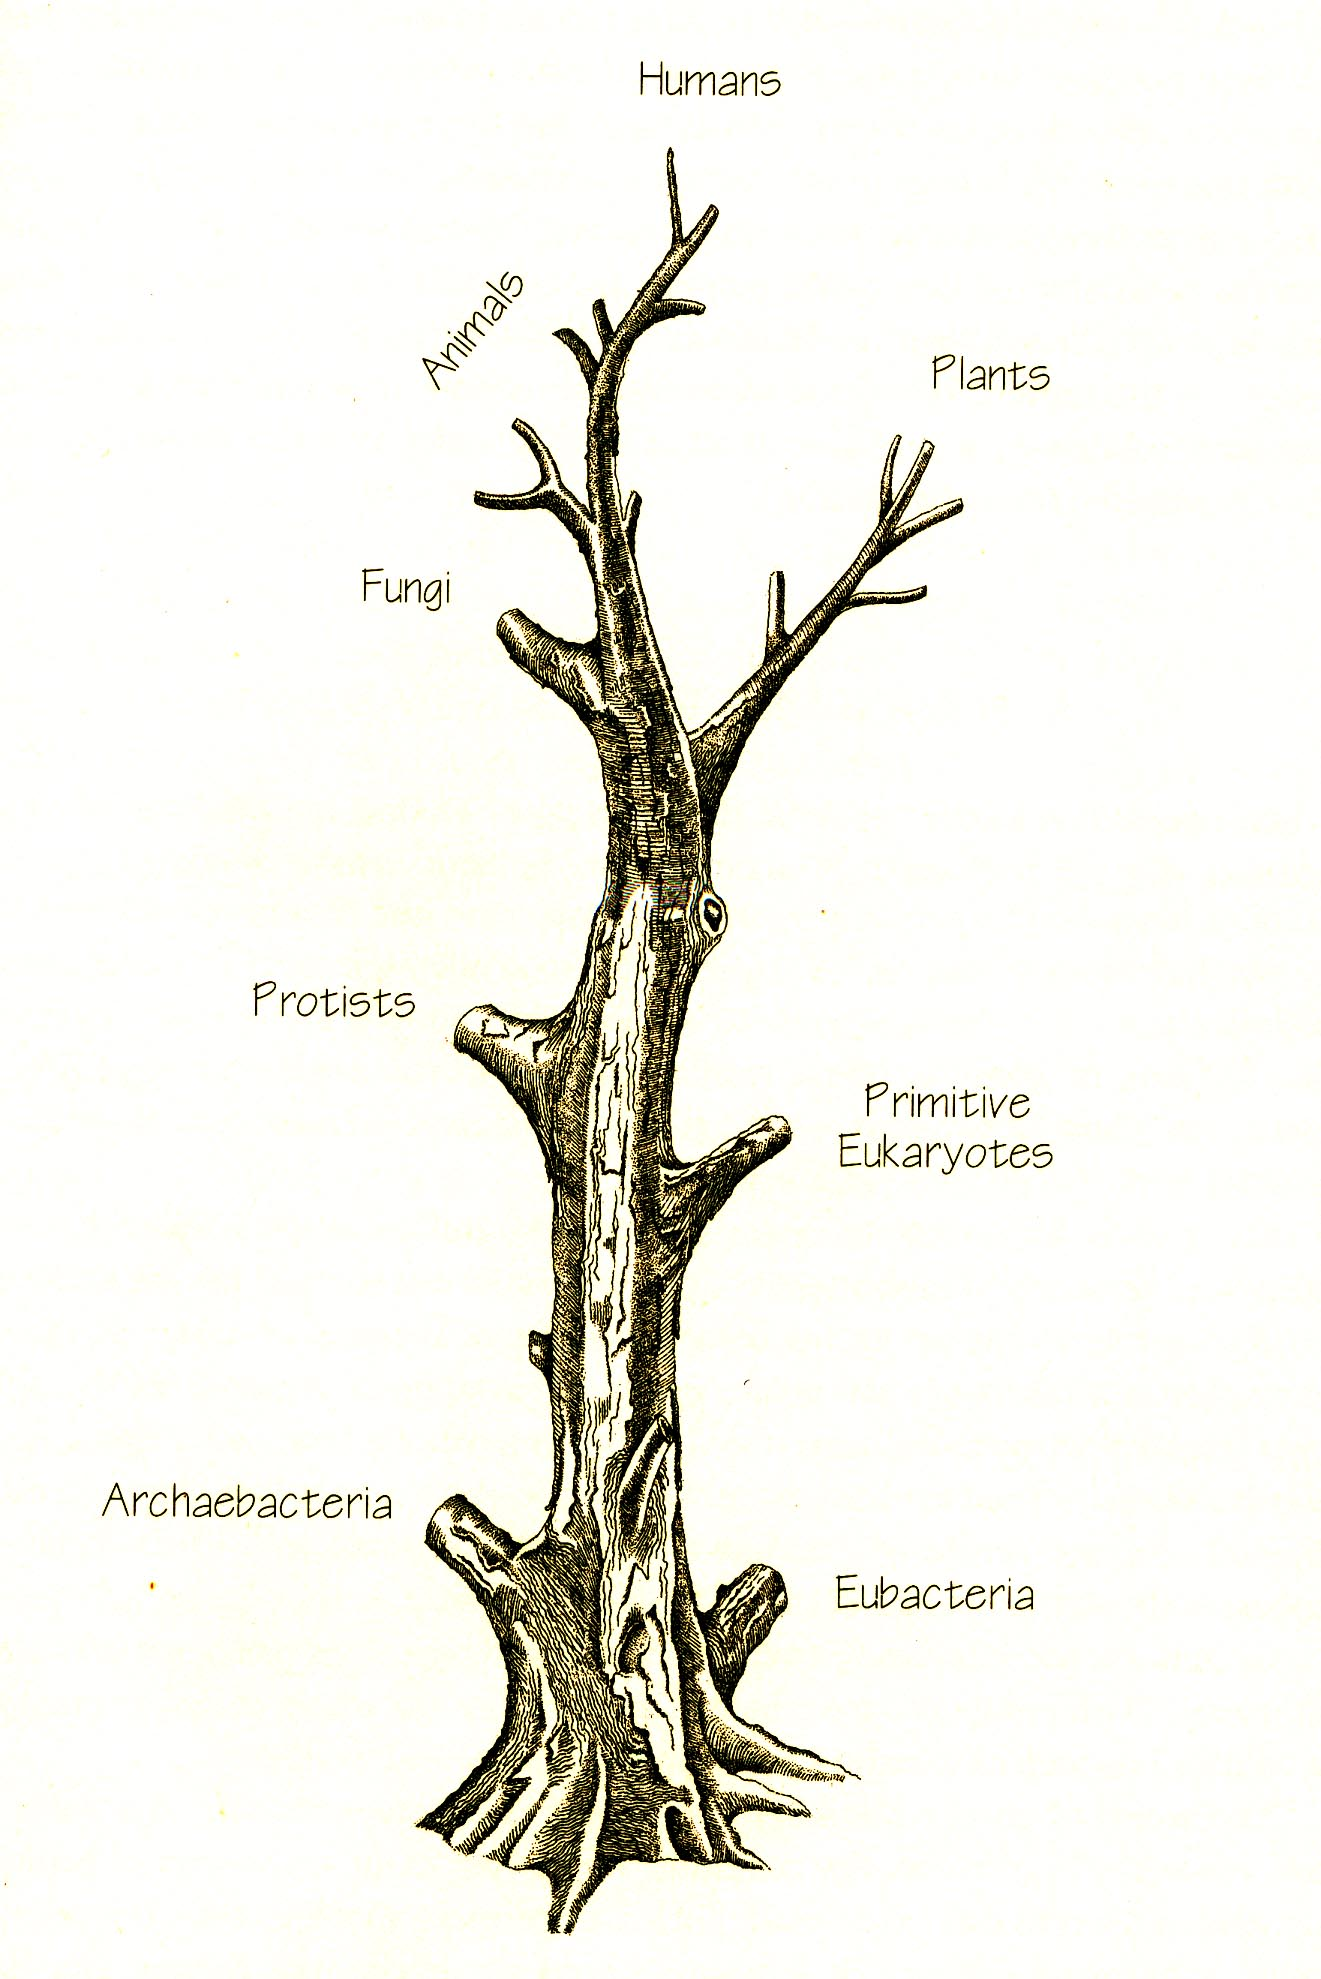 Humans
Animals
Plants
Fungi
Protists
Primitive
Eukaryotes
Archaebacteria
Eubacteria